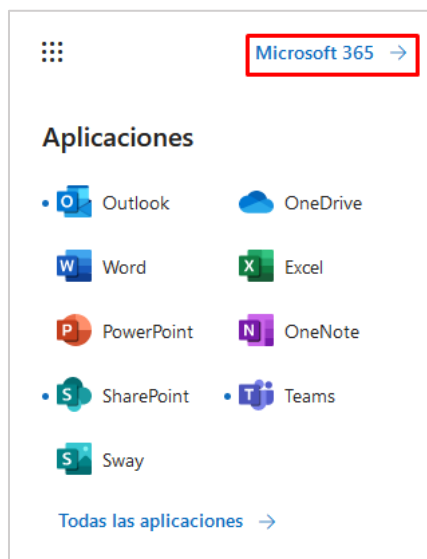 Microsoft 365 →
Aplicaciones
Outlook
OneDrive
Word
Excel
PowerPoint
OneNote
SharePoint
Teams
Sway
Todas las aplicaciones →